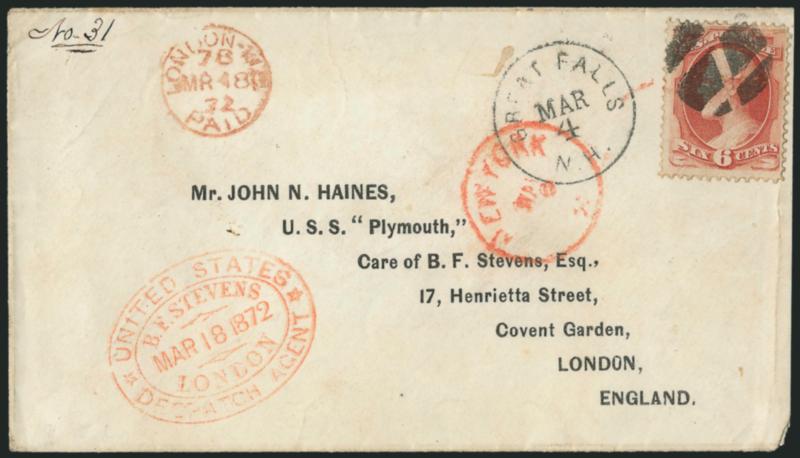 No. 31
LONDON
7B
MR 18
72
PAID
GREAT FALLS
MAR
4
N.H.
NEW YORK
SIX 6 CENTS
Mr. JOHN N. HAINES,
U. S. S. "Plymouth,"
Care of B. F. Stevens, Esq.,
17, Henrietta Street,
Covent Garden,
LONDON,
ENGLAND.
UNITED STATES
B.F. STEVENS
MAR 18 1872
LONDON
DESPATCH AGENT